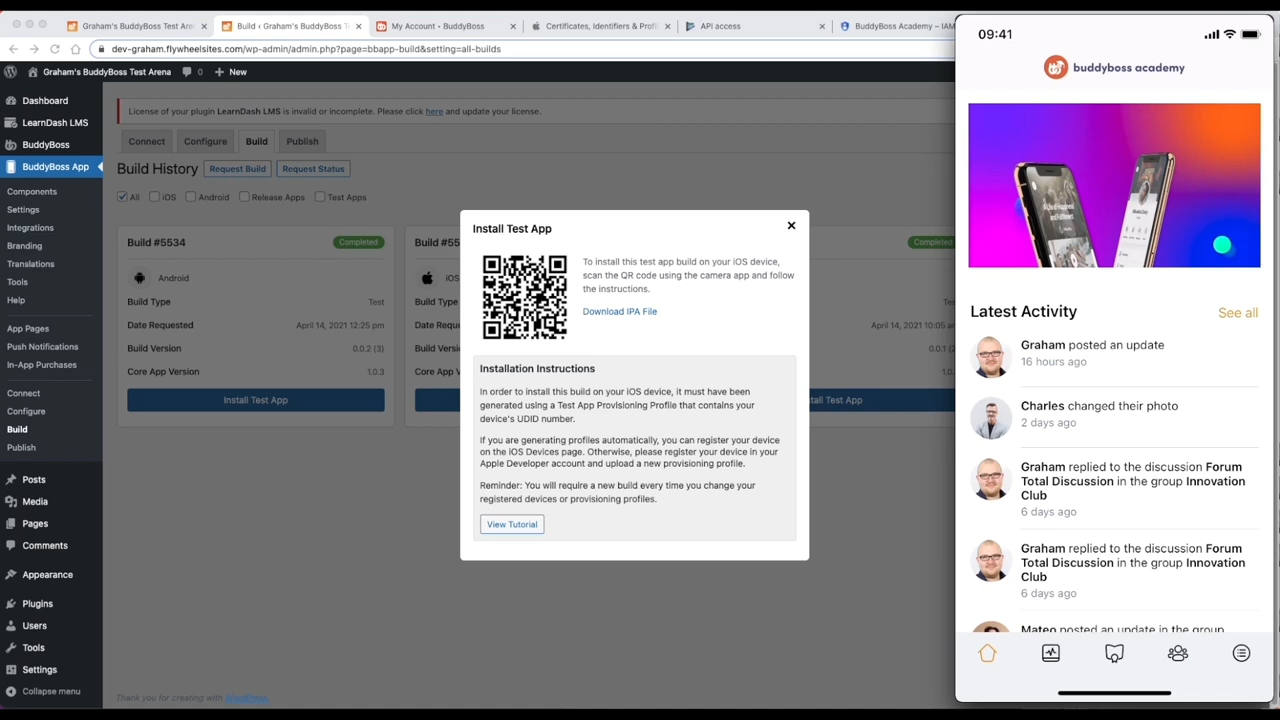 Graham's BuddyBoss Test Aren
Build ‹ Graham's BuddyBoss T
My Account ‹ BuddyBoss
Certificates, Identifiers & Profi
API access
BuddyBoss Academy – IAM
dev-graham.flywheelsites.com/wp-admin/admin.php?page=bbapp-build&setting=all-builds
Graham's BuddyBoss Test Arena
0
New
Dashboard
LearnDash LMS
BuddyBoss
BuddyBoss App
Components
Settings
Integrations
Branding
Translations
Tools
Help
App Pages
Push Notifications
In-App Purchases
Connect
Configure
Build
Publish
Posts
Media
Pages
Comments
Appearance
Plugins
Users
Tools
Settings
Collapse menu
License of your plugin LearnDash LMS is invalid or incomplete. Please click here and update your license.
Connect
Configure
Build
Publish
Build History
Request Build
Request Status
All
iOS
Android
Release Apps
Test Apps
Build #5534
Completed
Android
Build Type
Test
Date Requested
April 14, 2021 12:25 pm
Build Version
0.0.2 (3)
Core App Version
1.0.3
Install Test App
Build #55
iOS
Build Type
Date Reque
Build Versio
Core App V
Completed
Test
April 14, 2021 10:05 a
0.0.1 (
1.0.
tall Test App
Install Test App
To install this test app build on your iOS device,
scan the QR code using the camera app and follow
the instructions.
Download IPA File
Installation Instructions
In order to install this build on your iOS device, it must have been
generated using a Test App Provisioning Profile that contains your
device's UDID number.
If you are generating profiles automatically, you can register your device
on the iOS Devices page. Otherwise, please register your device in your
Apple Developer account and upload a new provisioning profile.
Reminder: You will require a new build every time you change your
registered devices or provisioning profiles.
View Tutorial
Thank you for creating with WordPress.
09:41
buddyboss academy
Latest Activity
See all
Graham posted an update
16 hours ago
Charles changed their photo
2 days ago
Graham replied to the discussion Forum
Total Discussion in the group Innovation
Club
6 days ago
Graham replied to the discussion Forum
Total Discussion in the group Innovation
Club
6 days ago
Mateo posted an update in the group